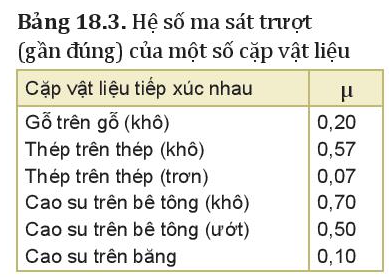 Bảng 18.3. Hệ số ma sát trượt
(gần đúng) của một số cặp vật liệu
Cặp vật liệu tiếp xúc nhau μ
Gỗ trên gỗ (khô) 0,20
Thép trên thép (khô) 0,57
Thép trên thép (trơn) 0,07
Cao su trên bê tông (khô) 0,70
Cao su trên bê tông (ướt) 0,50
Cao su trên băng 0,10